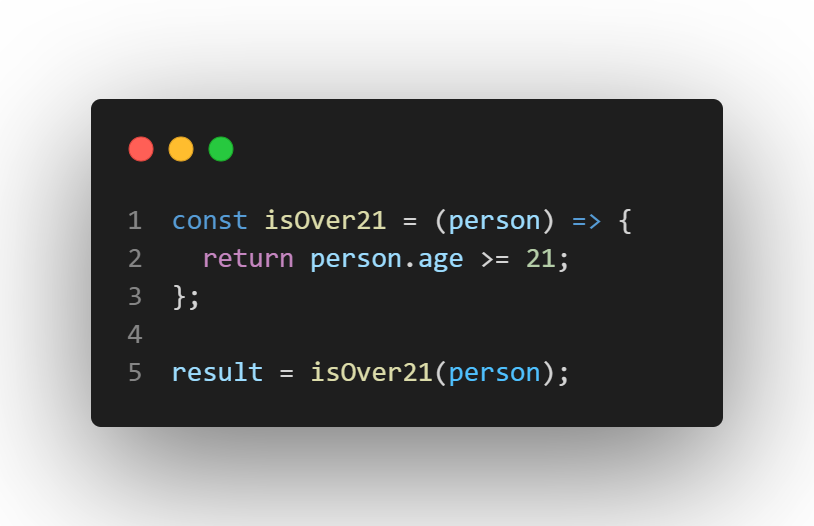 1 const isOver21 = (person) => {
2   return person.age >= 21;
3 };
4
5 result = isOver21(person);